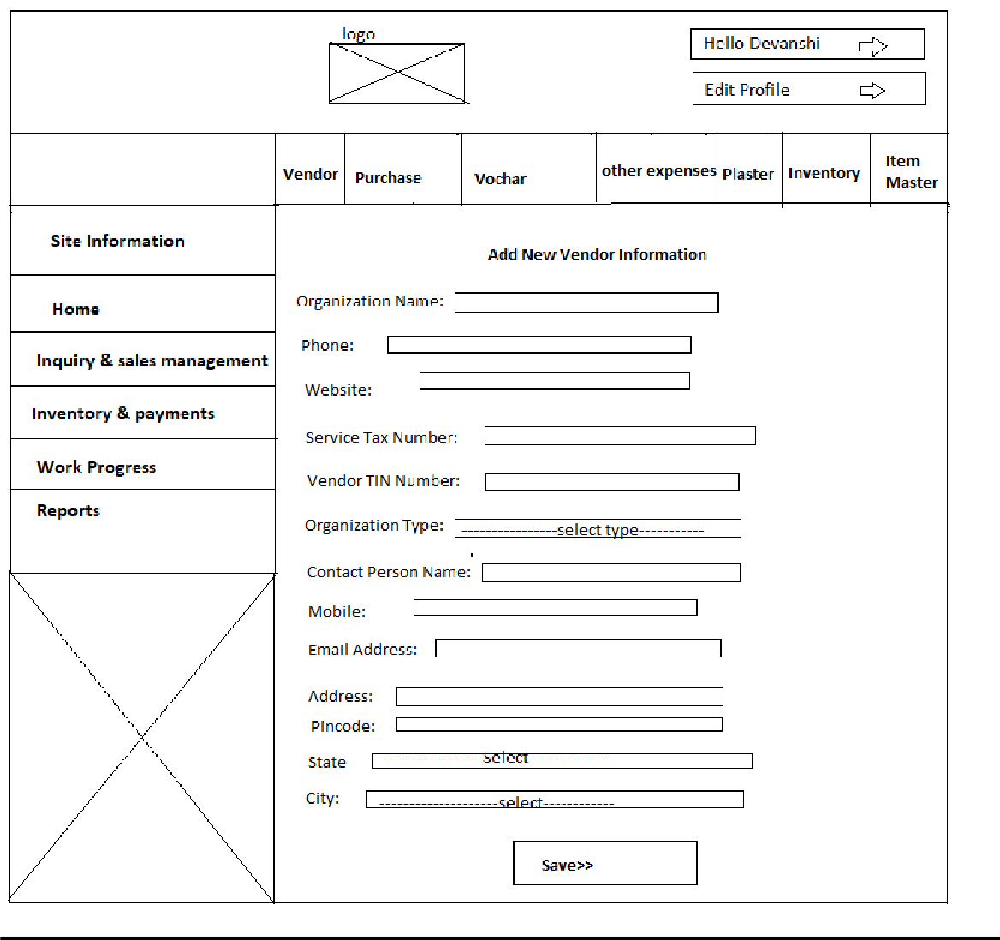 logo
Hello Devanshi
Edit Profile
Vendor
Purchase
Vochar
other expenses
Plaster
Inventory
Item
Master
Site Information
Home
Inquiry & sales management
Inventory & payments
Work Progress
Reports
Add New Vendor Information
Organization Name:
Phone:
Website:
Service Tax Number:
Vendor TIN Number:
Organization Type: ----------------select type-----------
Contact Person Name:
Mobile:
Email Address:
Address:
Pincode:
State ----------------Select -------------
City: --------------------select------------
Save>>